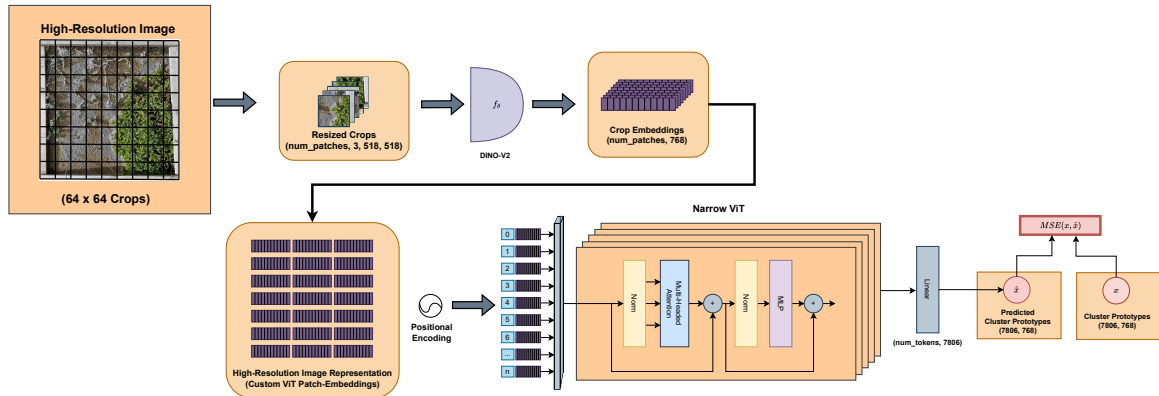 High-Resolution Image
(64 x 64 Crops)
Resized Crops
(num_patches, 3, 518, 518)
f_θ
DINO-V2
Crop Embeddings
(num_patches, 768)
High-Resolution Image Representation
(Custom ViT Patch-Embeddings)
Positional
Encoding
0
1
2
3
4
5
6
...
n
Narrow ViT
Norm
Multi-Headed
Attention
+
Norm
MLP
+
Linear
(num_tokens, 7806)
MSE(x, x̂)
x̂
Predicted
Cluster Prototypes
(7806, 768)
x
Cluster Prototypes
(7806, 768)